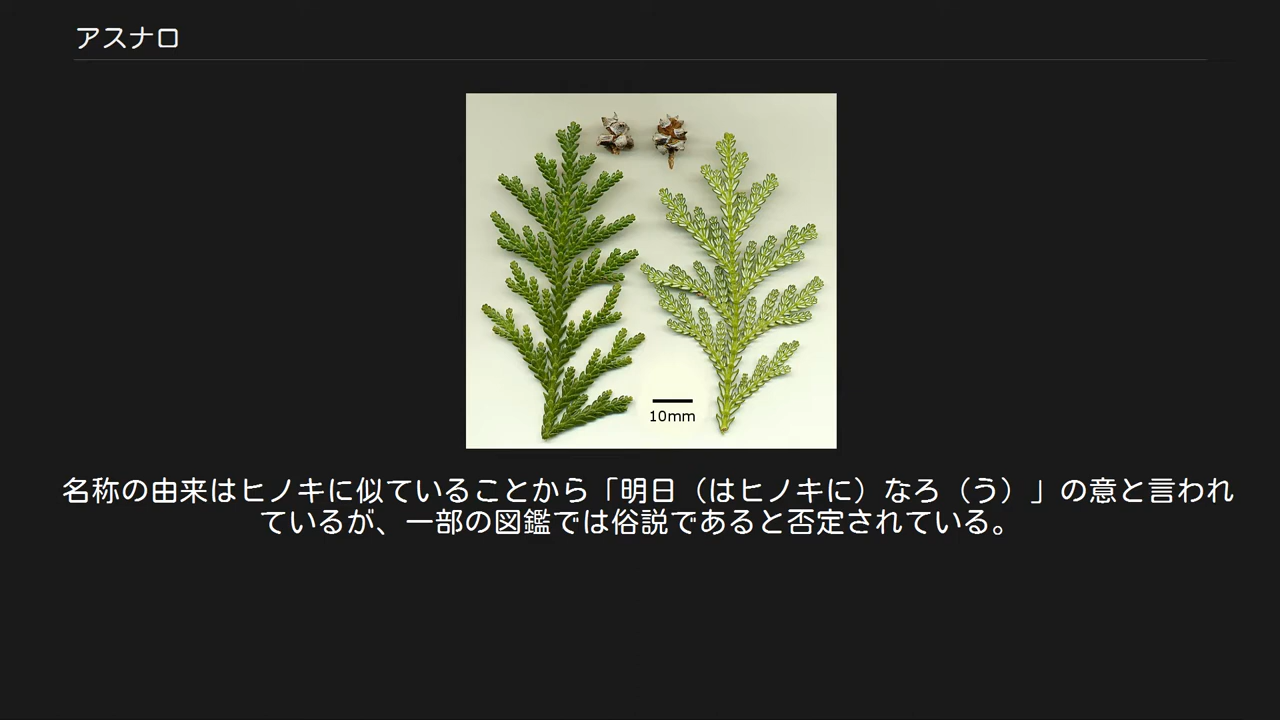 アスナロ
10mm
名称の由来はヒノキに似ていることから「明日（はヒノキに）なろ（う）」の意と言われ
ているが、一部の図鑑では俗説であると否定されている。